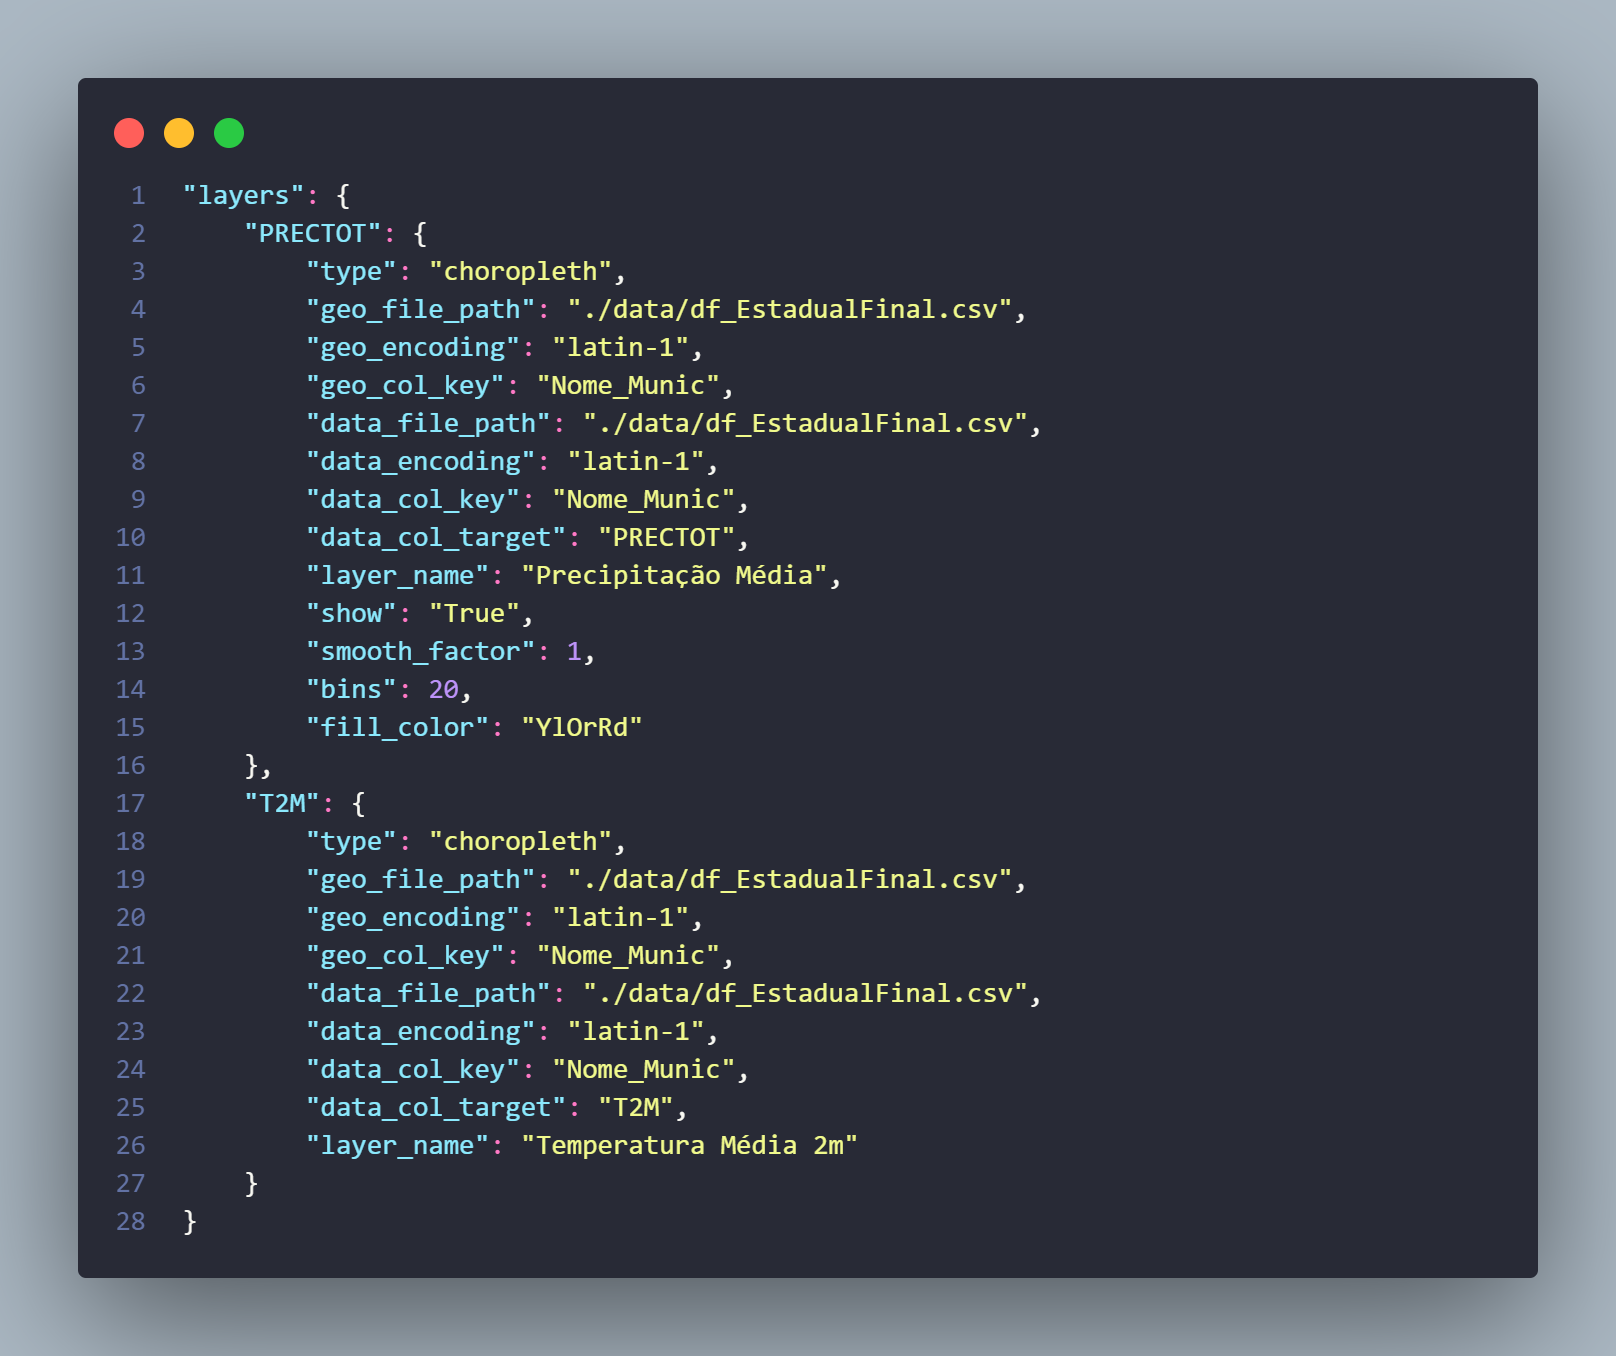 1 "layers": {
2 "PRECTOT": {
3 "type": "choropleth",
4 "geo_file_path": "./data/df_EstadualFinal.csv",
5 "geo_encoding": "latin-1",
6 "geo_col_key": "Nome_Munic",
7 "data_file_path": "./data/df_EstadualFinal.csv",
8 "data_encoding": "latin-1",
9 "data_col_key": "Nome_Munic",
10 "data_col_target": "PRECTOT",
11 "layer_name": "Precipitação Média",
12 "show": "True",
13 "smooth_factor": 1,
14 "bins": 20,
15 "fill_color": "YlOrRd"
16 },
17 "T2M": {
18 "type": "choropleth",
19 "geo_file_path": "./data/df_EstadualFinal.csv",
20 "geo_encoding": "latin-1",
21 "geo_col_key": "Nome_Munic",
22 "data_file_path": "./data/df_EstadualFinal.csv",
23 "data_encoding": "latin-1",
24 "data_col_key": "Nome_Munic",
25 "data_col_target": "T2M",
26 "layer_name": "Temperatura Média 2m"
27 }
28 }